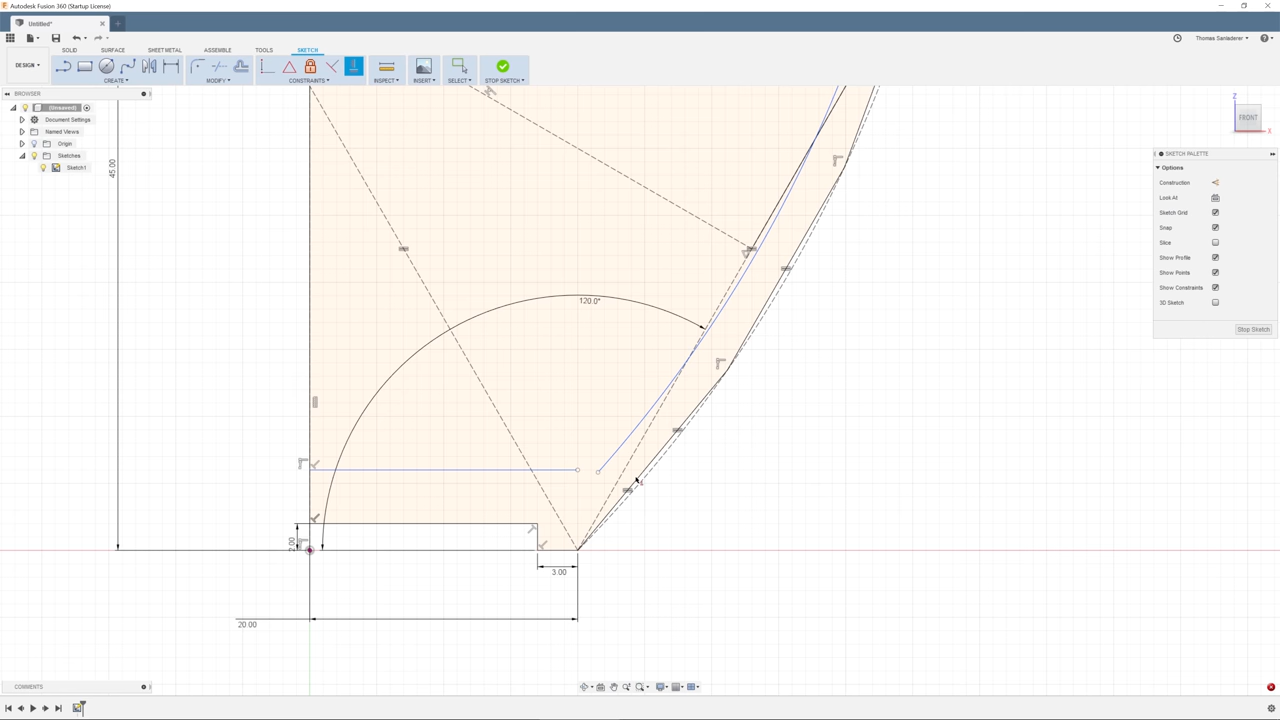 Autodesk Fusion 360 (Startup License)
Untitled*
Thomas Sanladerer
DESIGN
SOLID SURFACE SHEET METAL ASSEMBLE TOOLS SKETCH
CREATE MODIFY CONSTRAINTS INSPECT INSERT SELECT STOP SKETCH
BROWSER
(Unsaved)
Document Settings
Named Views
Origin
Sketches
Sketch1
Z
FRONT
X
SKETCH PALETTE
Options
Construction
Look At
Sketch Grid
Snap
Slice
Show Profile
Show Points
Show Constraints
3D Sketch
Stop Sketch
45.00
120.0°
2.00
3.00
20.00
COMMENTS